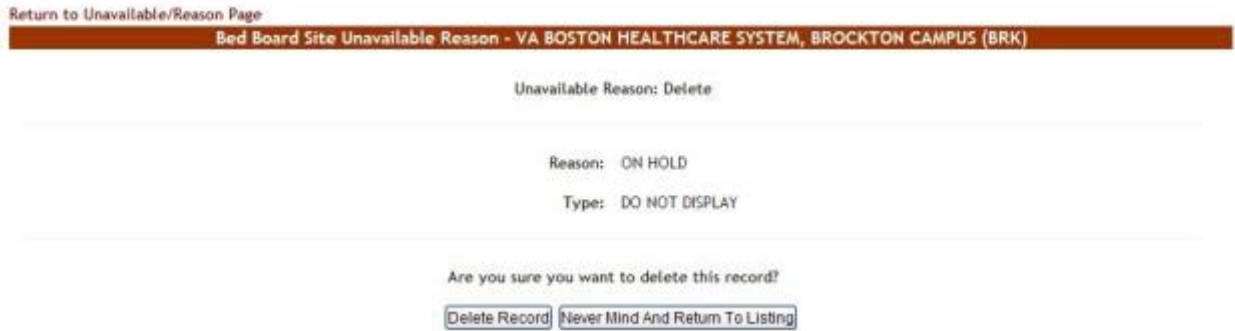 Return to Unavailable/Reason Page
Bed Board Site Unavailable Reason - VA BOSTON HEALTHCARE SYSTEM, BROCKTON CAMPUS (BRK)
Unavailable Reason: Delete
Reason: ON HOLD
Type: DO NOT DISPLAY
Are you sure you want to delete this record?
Delete Record Never Mind And Return To Listing